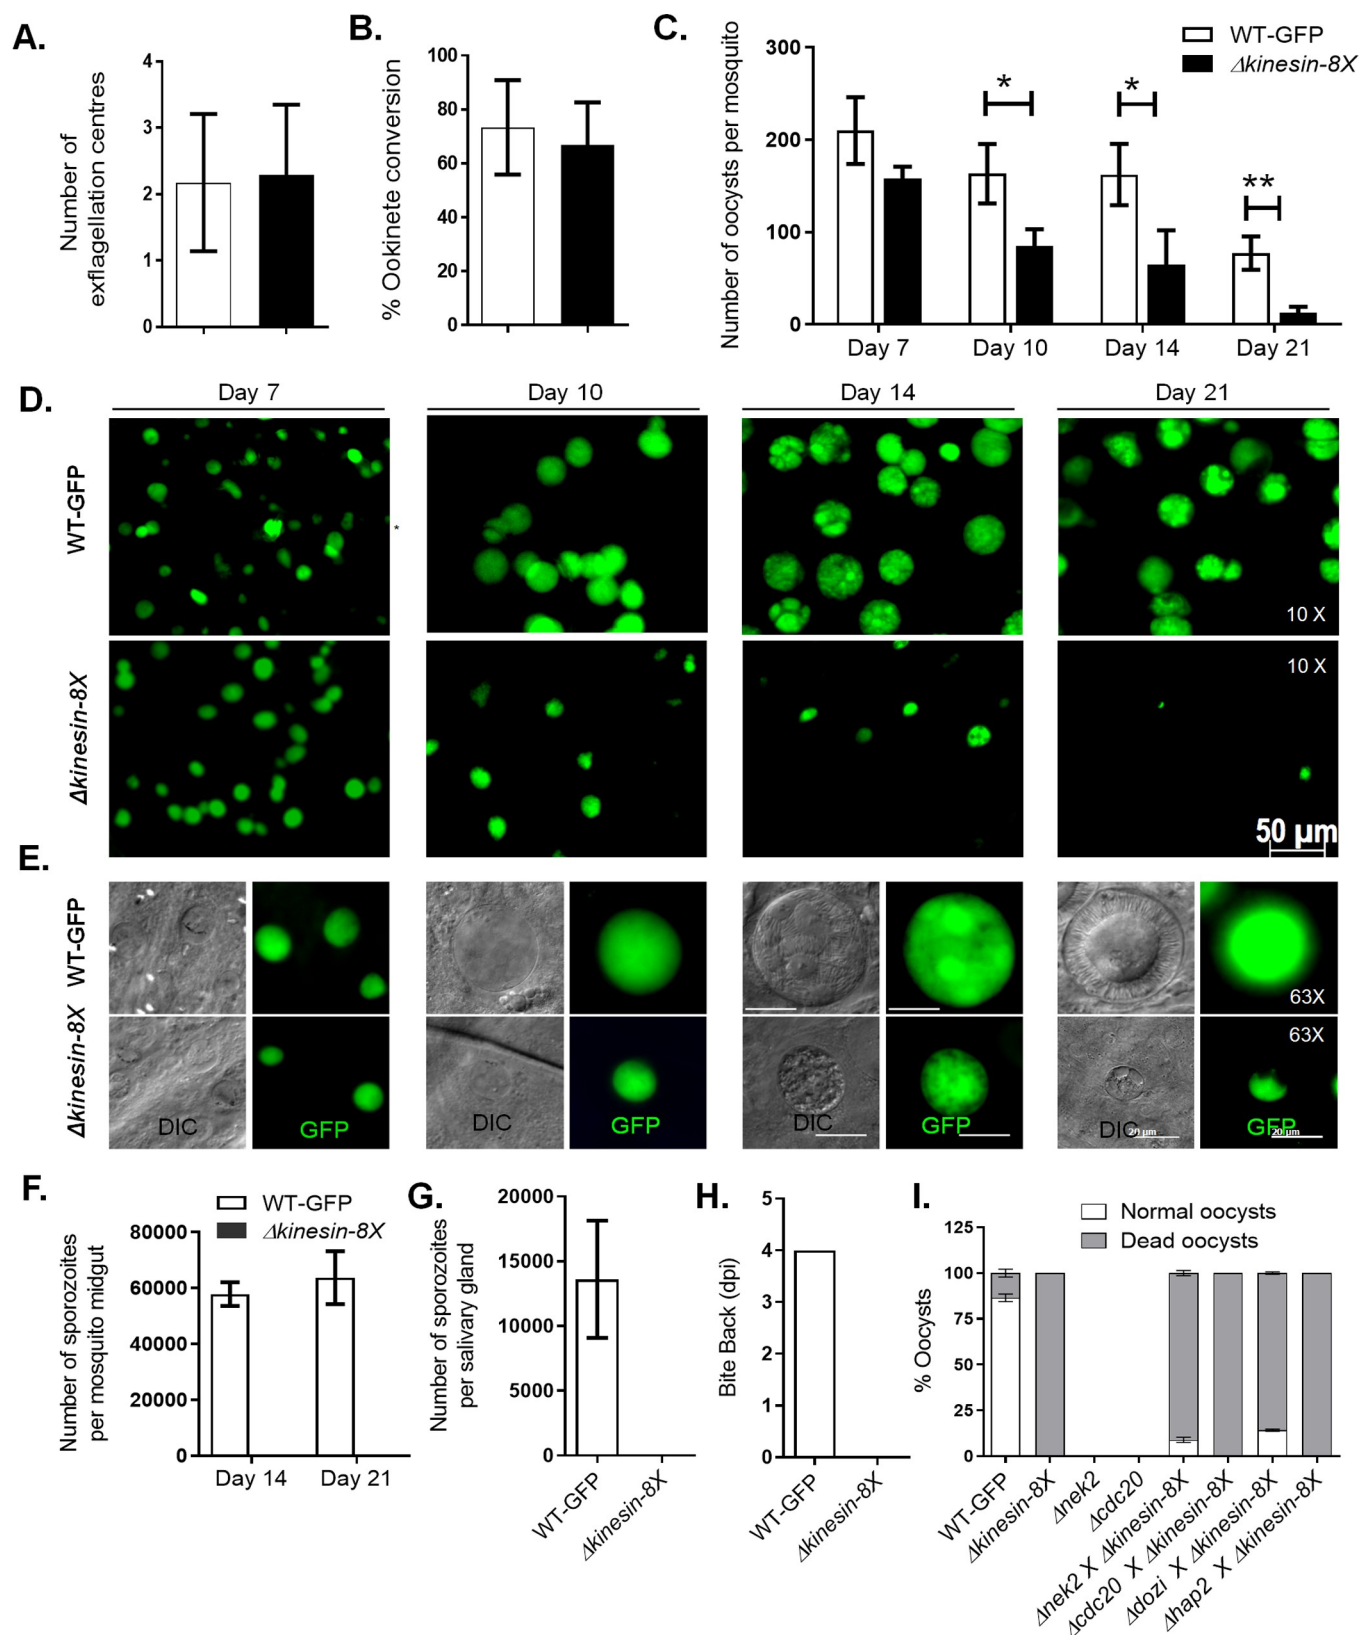 A.
Number of
exflagellation centres
4
3
2
1
0
B.
% Ookinete conversion
100
80
60
40
20
0
C.
Number of oocysts per mosquito
300
200
100
0
WT-GFP
Δkinesin-8X
*
*
**
Day 7
Day 10
Day 14
Day 21
D.
Day 7
Day 10
Day 14
Day 21
WT-GFP
*
10 X
Δkinesin-8X
10 X
50 µm
E.
WT-GFP
63X
Δkinesin-8X
63X
DIC
GFP
DIC
GFP
DIC
GFP
DIC
20 µm
GFP
20 µm
F.
WT-GFP
Δkinesin-8X
Number of sporozoites
per mosquito midgut
80000
60000
40000
20000
0
Day 14
Day 21
G.
Number of sporozoites
per salivary gland
20000
15000
10000
5000
0
WT-GFP
Δkinesin-8X
H.
Bite Back (dpi)
5
4
3
2
1
0
WT-GFP
Δkinesin-8X
I.
Normal oocysts
Dead oocysts
% Oocysts
125
100
75
50
25
0
WT-GFP
Δkinesin-8X
Δnek2
Δcdc20
Δnek2 X Δkinesin-8X
Δcdc20 X Δkinesin-8X
Δdozi X Δkinesin-8X
Δhap2 X Δkinesin-8X